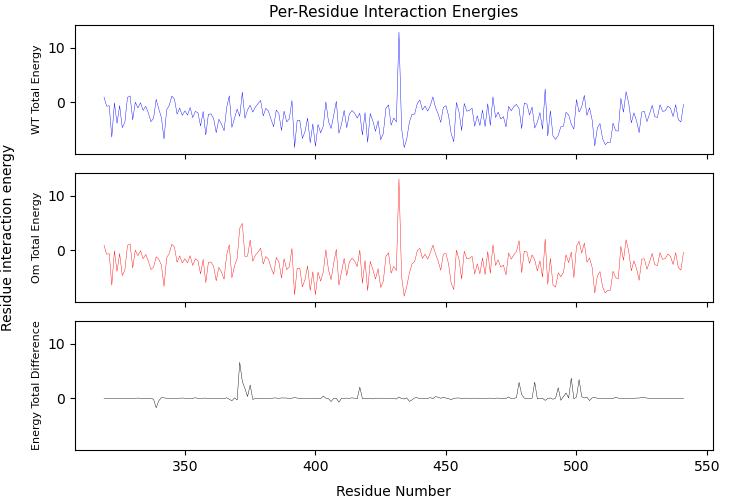 Per-Residue Interaction Energies
Residue interaction energy
WT Total Energy
10
0
Om Total Energy
10
0
Energy Total Difference
10
0
350
400
450
500
550
Residue Number